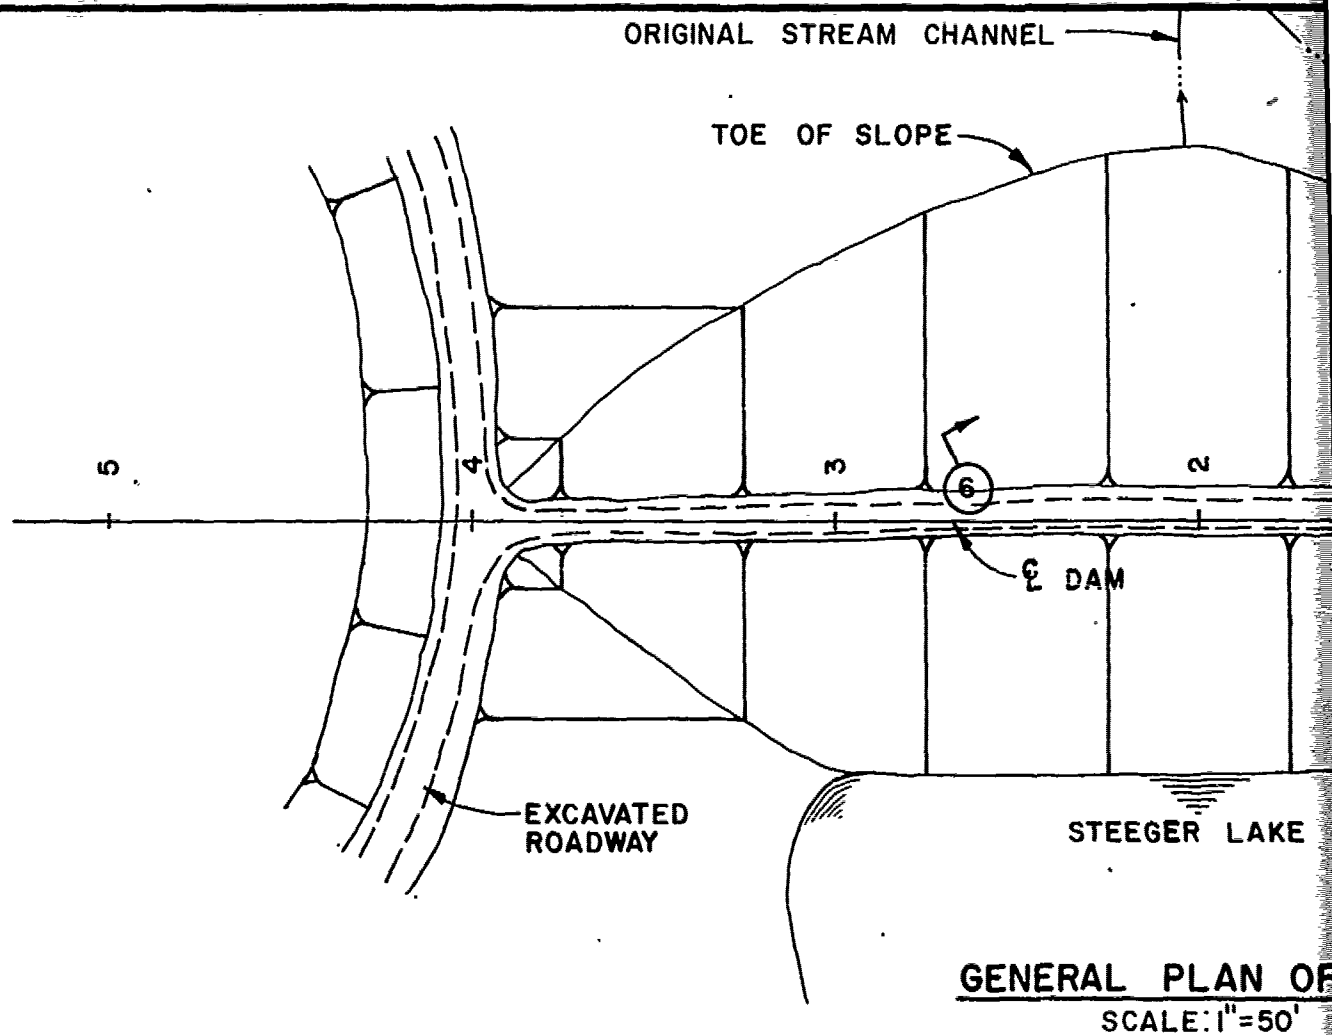 ORIGINAL STREAM CHANNEL
TOE OF SLOPE
5
4
3
2
6
℄ DAM
EXCAVATED
ROADWAY
STEEGER LAKE
GENERAL PLAN OF
SCALE: 1"=50'